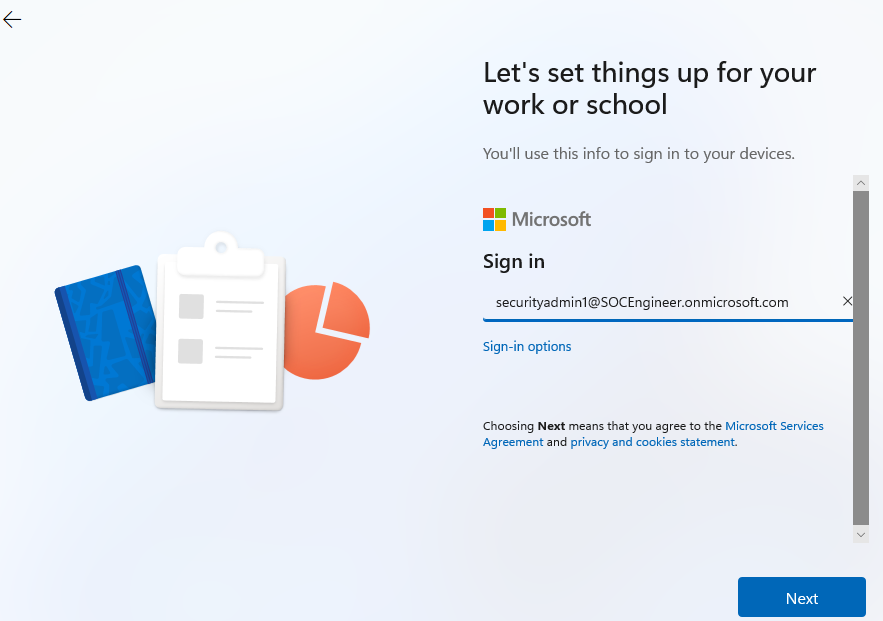 Let's set things up for your
work or school
You'll use this info to sign in to your devices.
Microsoft
Sign in
securityadmin1@SOCEngineer.onmicrosoft.com
Sign-in options
Choosing Next means that you agree to the Microsoft Services
Agreement and privacy and cookies statement.
Next